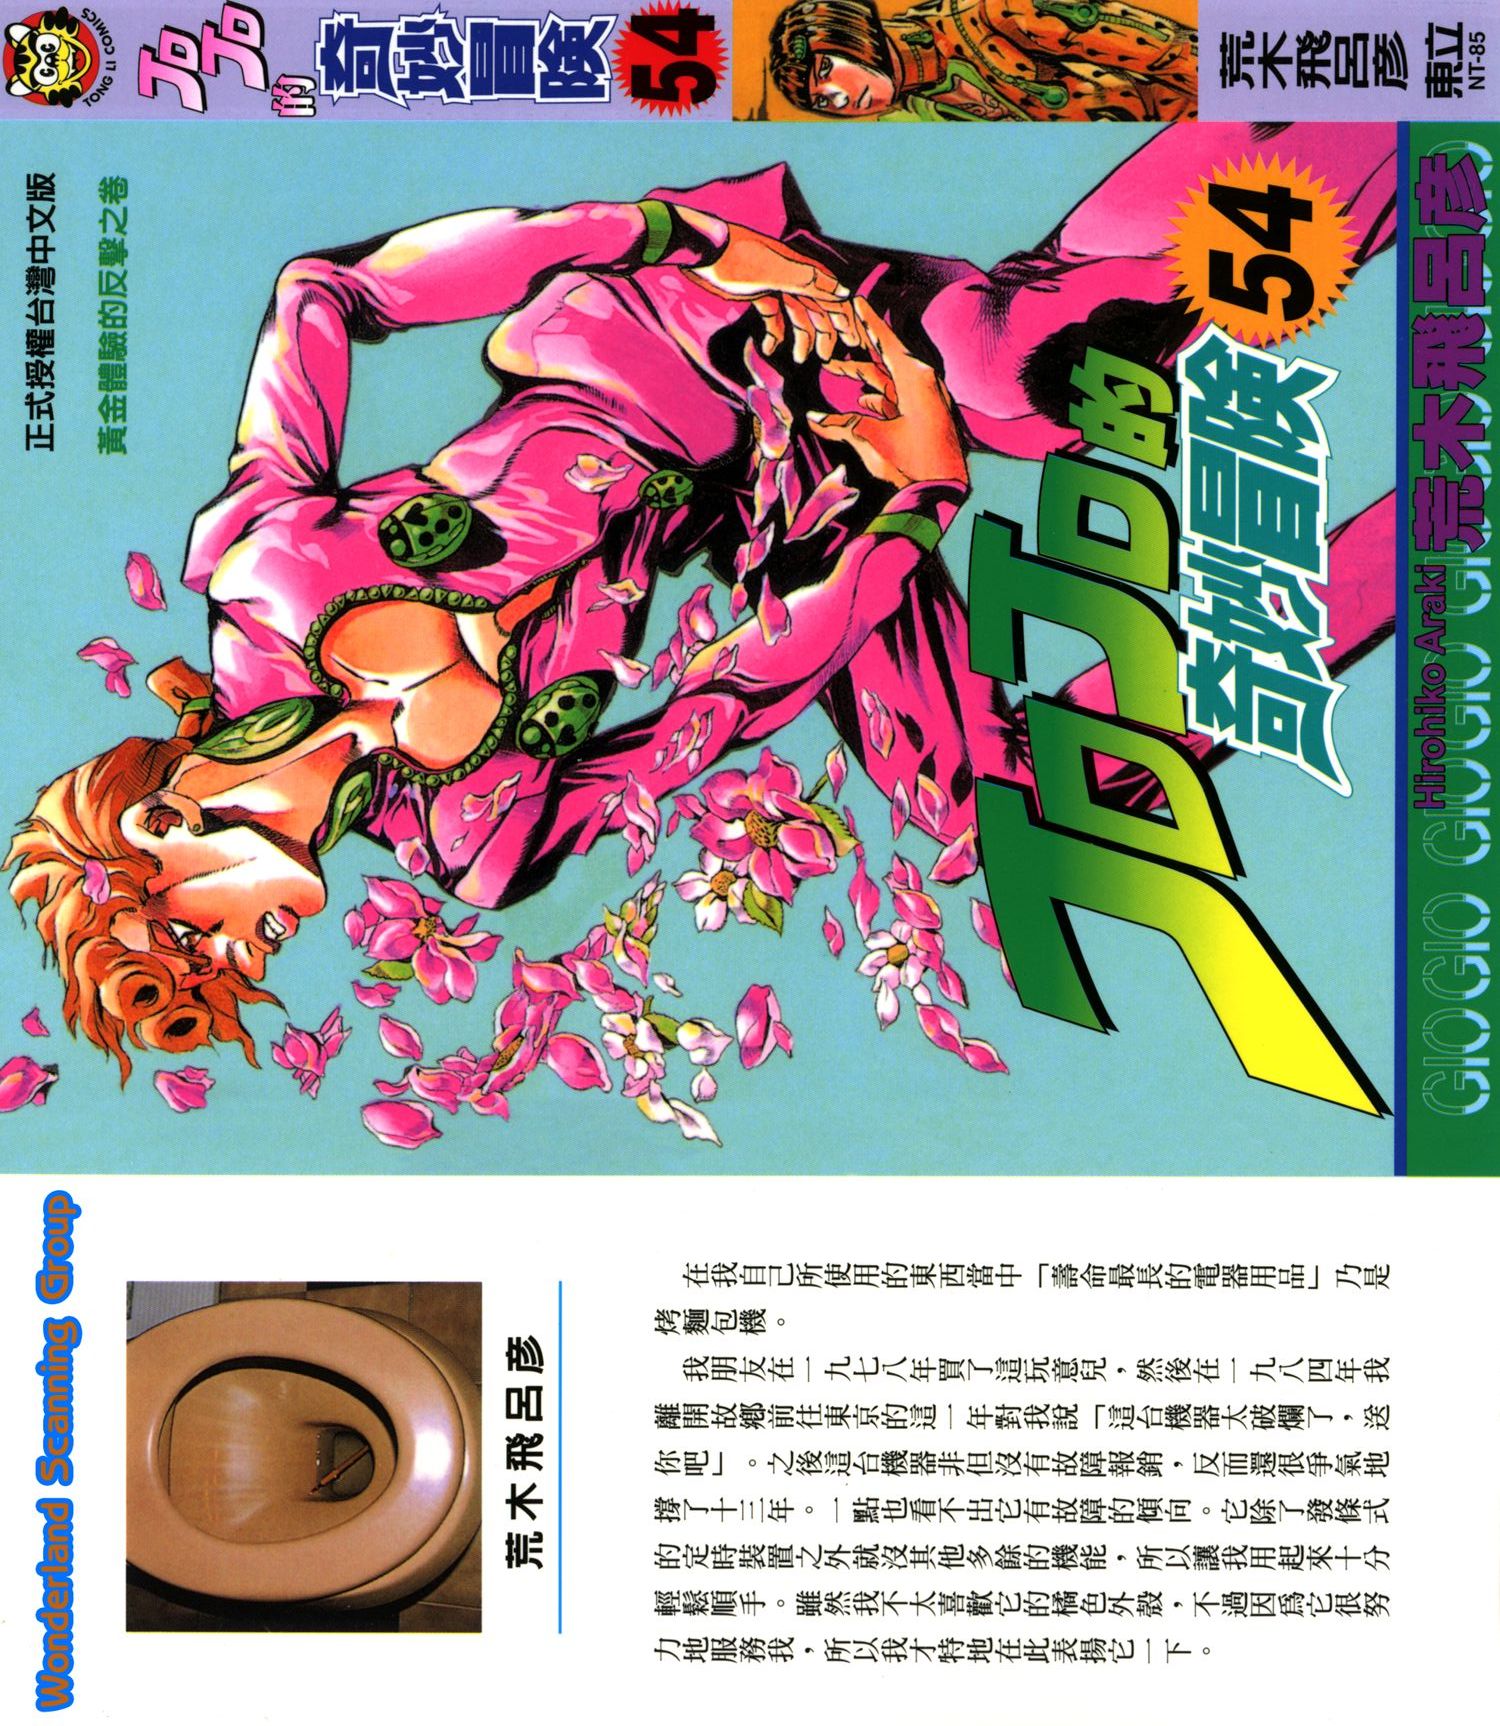 TONG LI COMICS
JOJO的
奇妙冒險
54
荒木飛呂彥
東立
NT-85
GIOGIO GIOGIO GIOGIO
荒木飛呂彥
Hirohiko Araki
54
JOJO的
奇妙冒險
黃金體驗的反擊之卷
正式授權台灣中文版
在我自己所使用的東西當中「壽命最長的電器用品」乃是
烤麵包機。
我朋友在一九七八年買了這玩意兒，然後在一九八四年我
離開故鄉前往東京的這一年對我說「這台機器太破爛了，送
你吧」。之後這台機器非但沒有故障報銷，反而還很爭氣地
撐了十三年。一點也看不出它有故障的傾向。它除了發條式
的定時裝置之外就沒其他多餘的機能，所以讓我用起來十分
輕鬆順手。雖然我不太喜歡它的橘色外殼，不過因為它很努
力地服務我，所以我才特地在此表揚它一下。
荒木飛呂彥
Wonderland Scanning Group